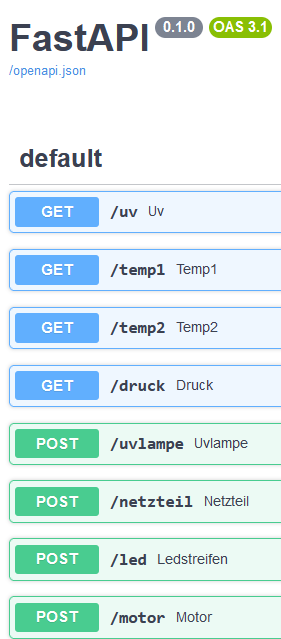 FastAPI 0.1.0 OAS 3.1
/openapi.json
default
GET /uv Uv
GET /temp1 Temp1
GET /temp2 Temp2
GET /druck Druck
POST /uvlampe Uvlampe
POST /netzteil Netzteil
POST /led Ledstreifen
POST /motor Motor